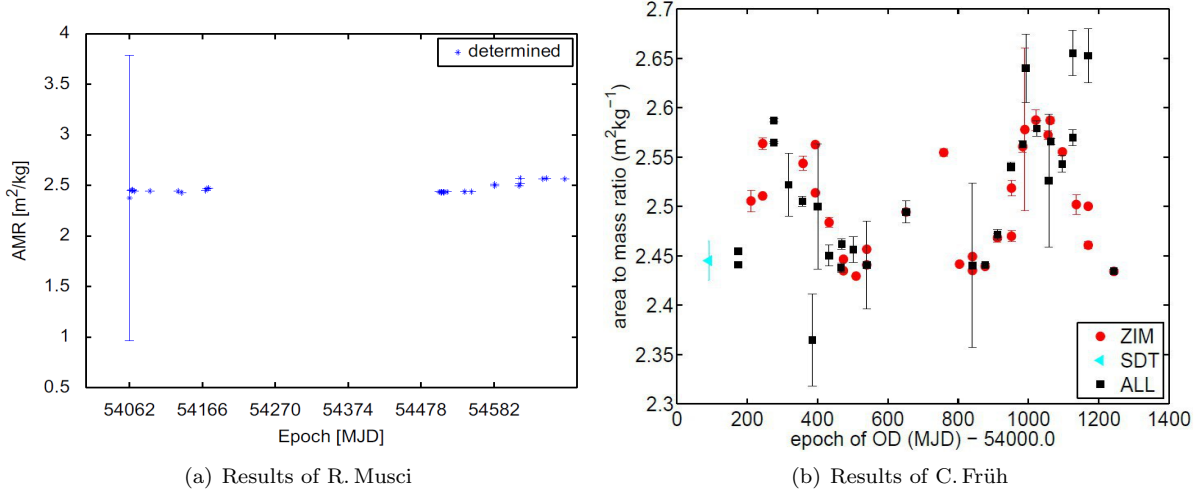 4
3.5
3
2.5
2
1.5
1
0.5
AMR [m²/kg]
determined
54062 54166 54270 54374 54478 54582
Epoch [MJD]
(a) Results of R. Musci
2.7
2.65
2.6
2.55
2.5
2.45
2.4
2.35
2.3
area to mass ratio (m²kg⁻¹)
ZIM
SDT
ALL
0 200 400 600 800 1000 1200 1400
epoch of OD (MJD) − 54000.0
(b) Results of C. Früh